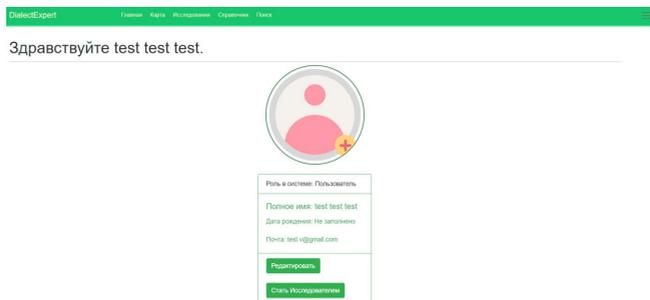 DialectExpert Главная Карта Исследования Справочник Поиск
Здравствуйте test test test.
Роль в системе: Пользователь
Полное имя: test test test
Дата рождения: Не заполнено
Почта: test.v@gmail.com
Редактировать
Стать Исследователем